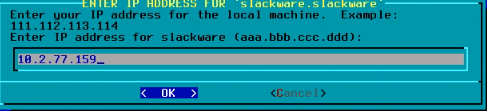 ENTER IP ADDRESS FOR 'slackware.slackware'
Enter your IP address for the local machine.  Example:
111.112.113.114
Enter IP address for slackware (aaa.bbb.ccc.ddd):
10.2.77.159_
<  OK  > <Cancel>